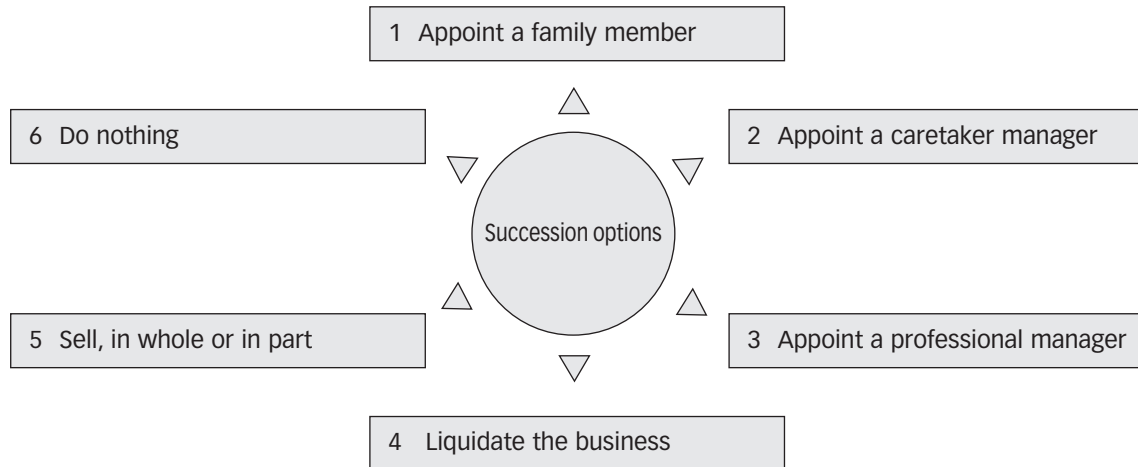 1 Appoint a family member
6 Do nothing
2 Appoint a caretaker manager
Succession options
5 Sell, in whole or in part
3 Appoint a professional manager
4 Liquidate the business